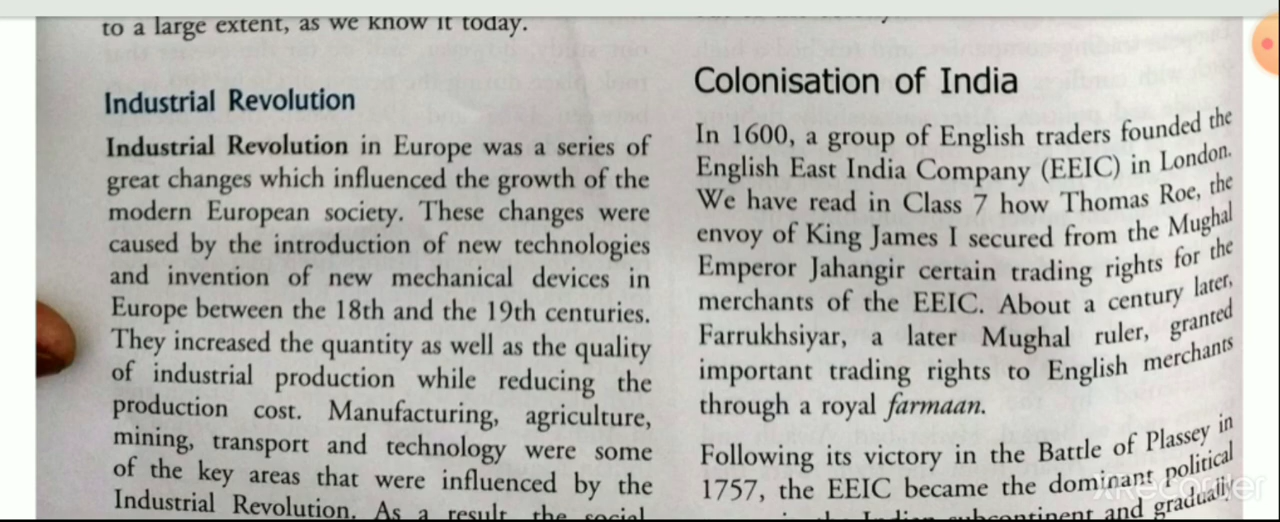 to a large extent, as we know it today.
Industrial Revolution
Industrial Revolution in Europe was a series of
great changes which influenced the growth of the
modern European society. These changes were
caused by the introduction of new technologies
and invention of new mechanical devices in
Europe between the 18th and the 19th centuries.
They increased the quantity as well as the quality
of industrial production while reducing the
production cost. Manufacturing, agriculture,
mining, transport and technology were some
of the key areas that were influenced by the
Industrial Revolution. As a result the social
Colonisation of India
In 1600, a group of English traders founded the
English East India Company (EEIC) in London.
We have read in Class 7 how Thomas Roe, the
envoy of King James I secured from the Mughal
Emperor Jahangir certain trading rights for the
merchants of the EEIC. About a century later,
Farrukhsiyar, a later Mughal ruler, granted
important trading rights to English merchants
through a royal farmaan.
Following its victory in the Battle of Plassey in
1757, the EEIC became the dominant political
the Indian subcontinent and gradually
XRecorder